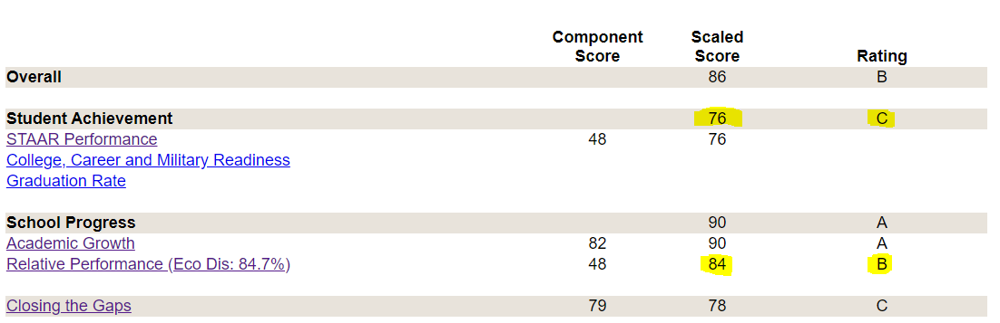 Component Score Scaled Score Rating
Overall 86 B
Student Achievement 76 C
STAAR Performance 48 76
College, Career and Military Readiness
Graduation Rate
School Progress 90 A
Academic Growth 82 90 A
Relative Performance (Eco Dis: 84.7%) 48 84 B
Closing the Gaps 79 78 C